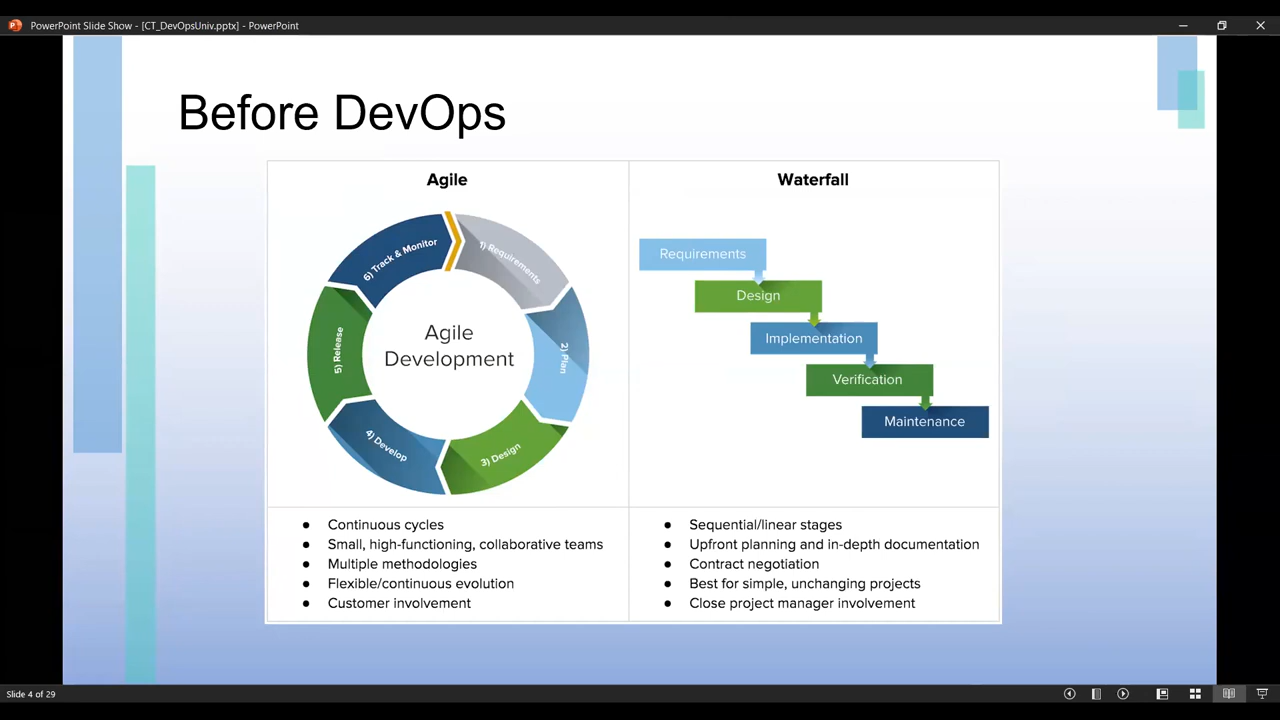 PowerPoint Slide Show - [CT_DevOpsUniv.pptx] - PowerPoint
Before DevOps
Agile
1) Requirements
2) Plan
3) Design
4) Develop
5) Release
6) Track & Monitor
Agile
Development
Continuous cycles
Small, high-functioning, collaborative teams
Multiple methodologies
Flexible/continuous evolution
Customer involvement
Waterfall
Requirements
Design
Implementation
Verification
Maintenance
Sequential/linear stages
Upfront planning and in-depth documentation
Contract negotiation
Best for simple, unchanging projects
Close project manager involvement
Slide 4 of 29